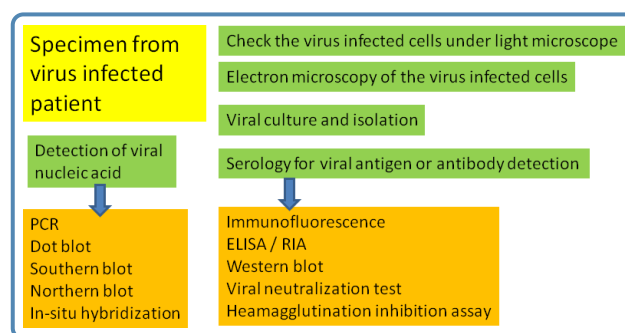 Specimen from
virus infected
patient
Check the virus infected cells under light microscope
Electron microscopy of the virus infected cells
Viral culture and isolation
Detection of viral
nucleic acid
Serology for viral antigen or antibody detection
PCR
Dot blot
Southern blot
Northern blot
In-situ hybridization
Immunofluorescence
ELISA / RIA
Western blot
Viral neutralization test
Heamagglutination inhibition assay